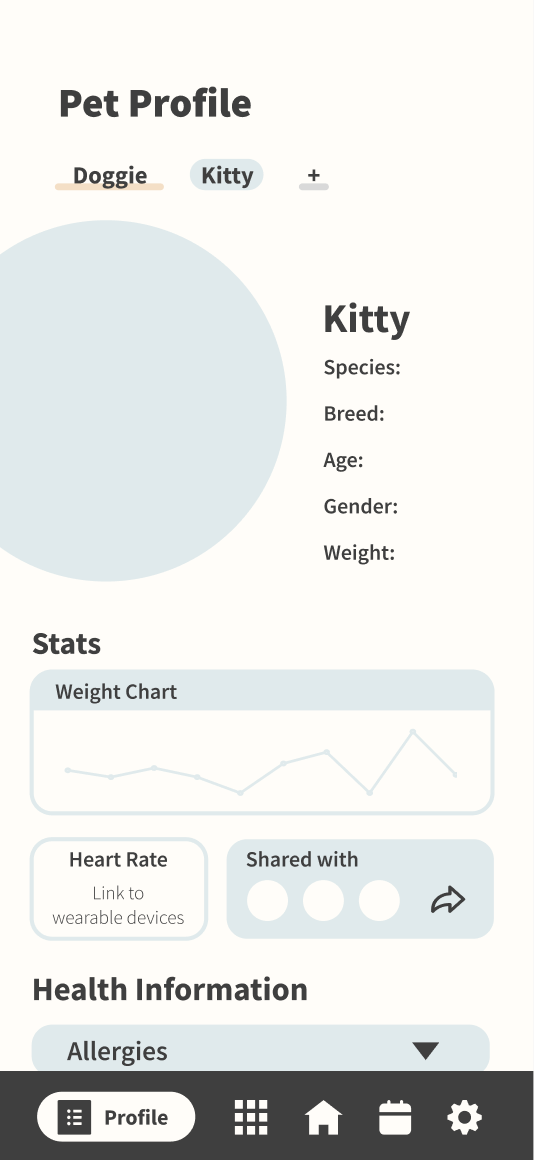 Pet Profile
Doggie Kitty +
Kitty
Species:
Breed:
Age:
Gender:
Weight:
Stats
Weight Chart
Heart Rate
Link to
wearable devices
Shared with
Health Information
Allergies
Profile